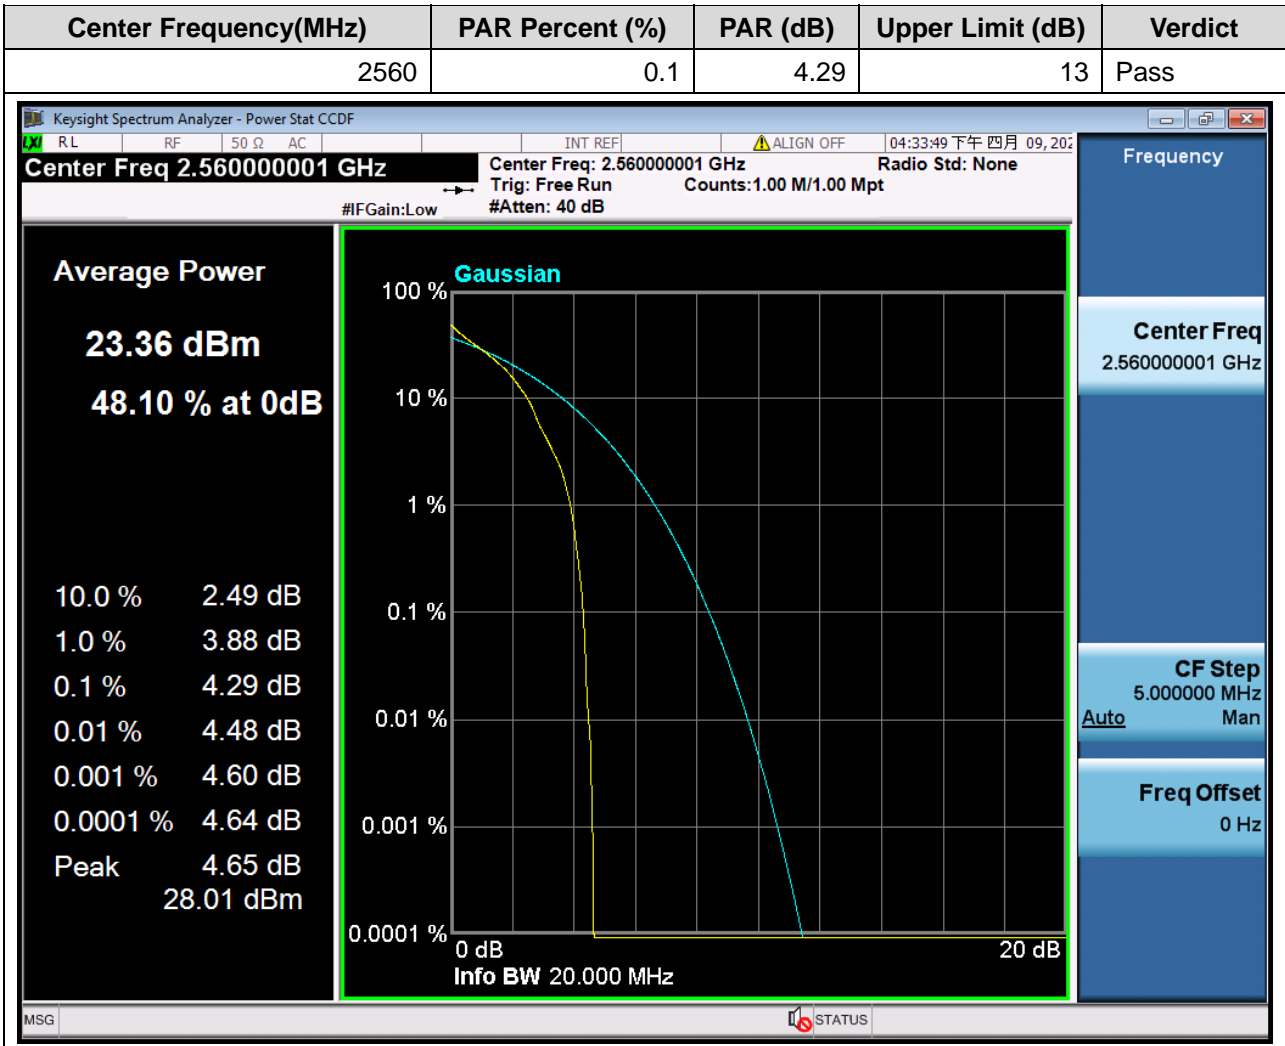 Center Frequency(MHz) PAR Percent (%) PAR (dB) Upper Limit (dB) Verdict
2560 0.1 4.29 13 Pass
Keysight Spectrum Analyzer - Power Stat CCDF
LXI RL RF 50 Ω AC INT REF ALIGN OFF 04:33:49 下午 四月 09, 202
Center Freq 2.560000001 GHz
Center Freq: 2.560000001 GHz Radio Std: None
Trig: Free Run Counts:1.00 M/1.00 Mpt
#IFGain:Low #Atten: 40 dB
Frequency
Average Power
23.36 dBm
48.10 % at 0dB
10.0 % 2.49 dB
1.0 % 3.88 dB
0.1 % 4.29 dB
0.01 % 4.48 dB
0.001 % 4.60 dB
0.0001 % 4.64 dB
Peak 4.65 dB
28.01 dBm
Gaussian
100 %
10 %
1 %
0.1 %
0.01 %
0.001 %
0.0001 %
0 dB 20 dB
Info BW 20.000 MHz
Center Freq
2.560000001 GHz
CF Step
5.000000 MHz
Auto Man
Freq Offset
0 Hz
MSG STATUS